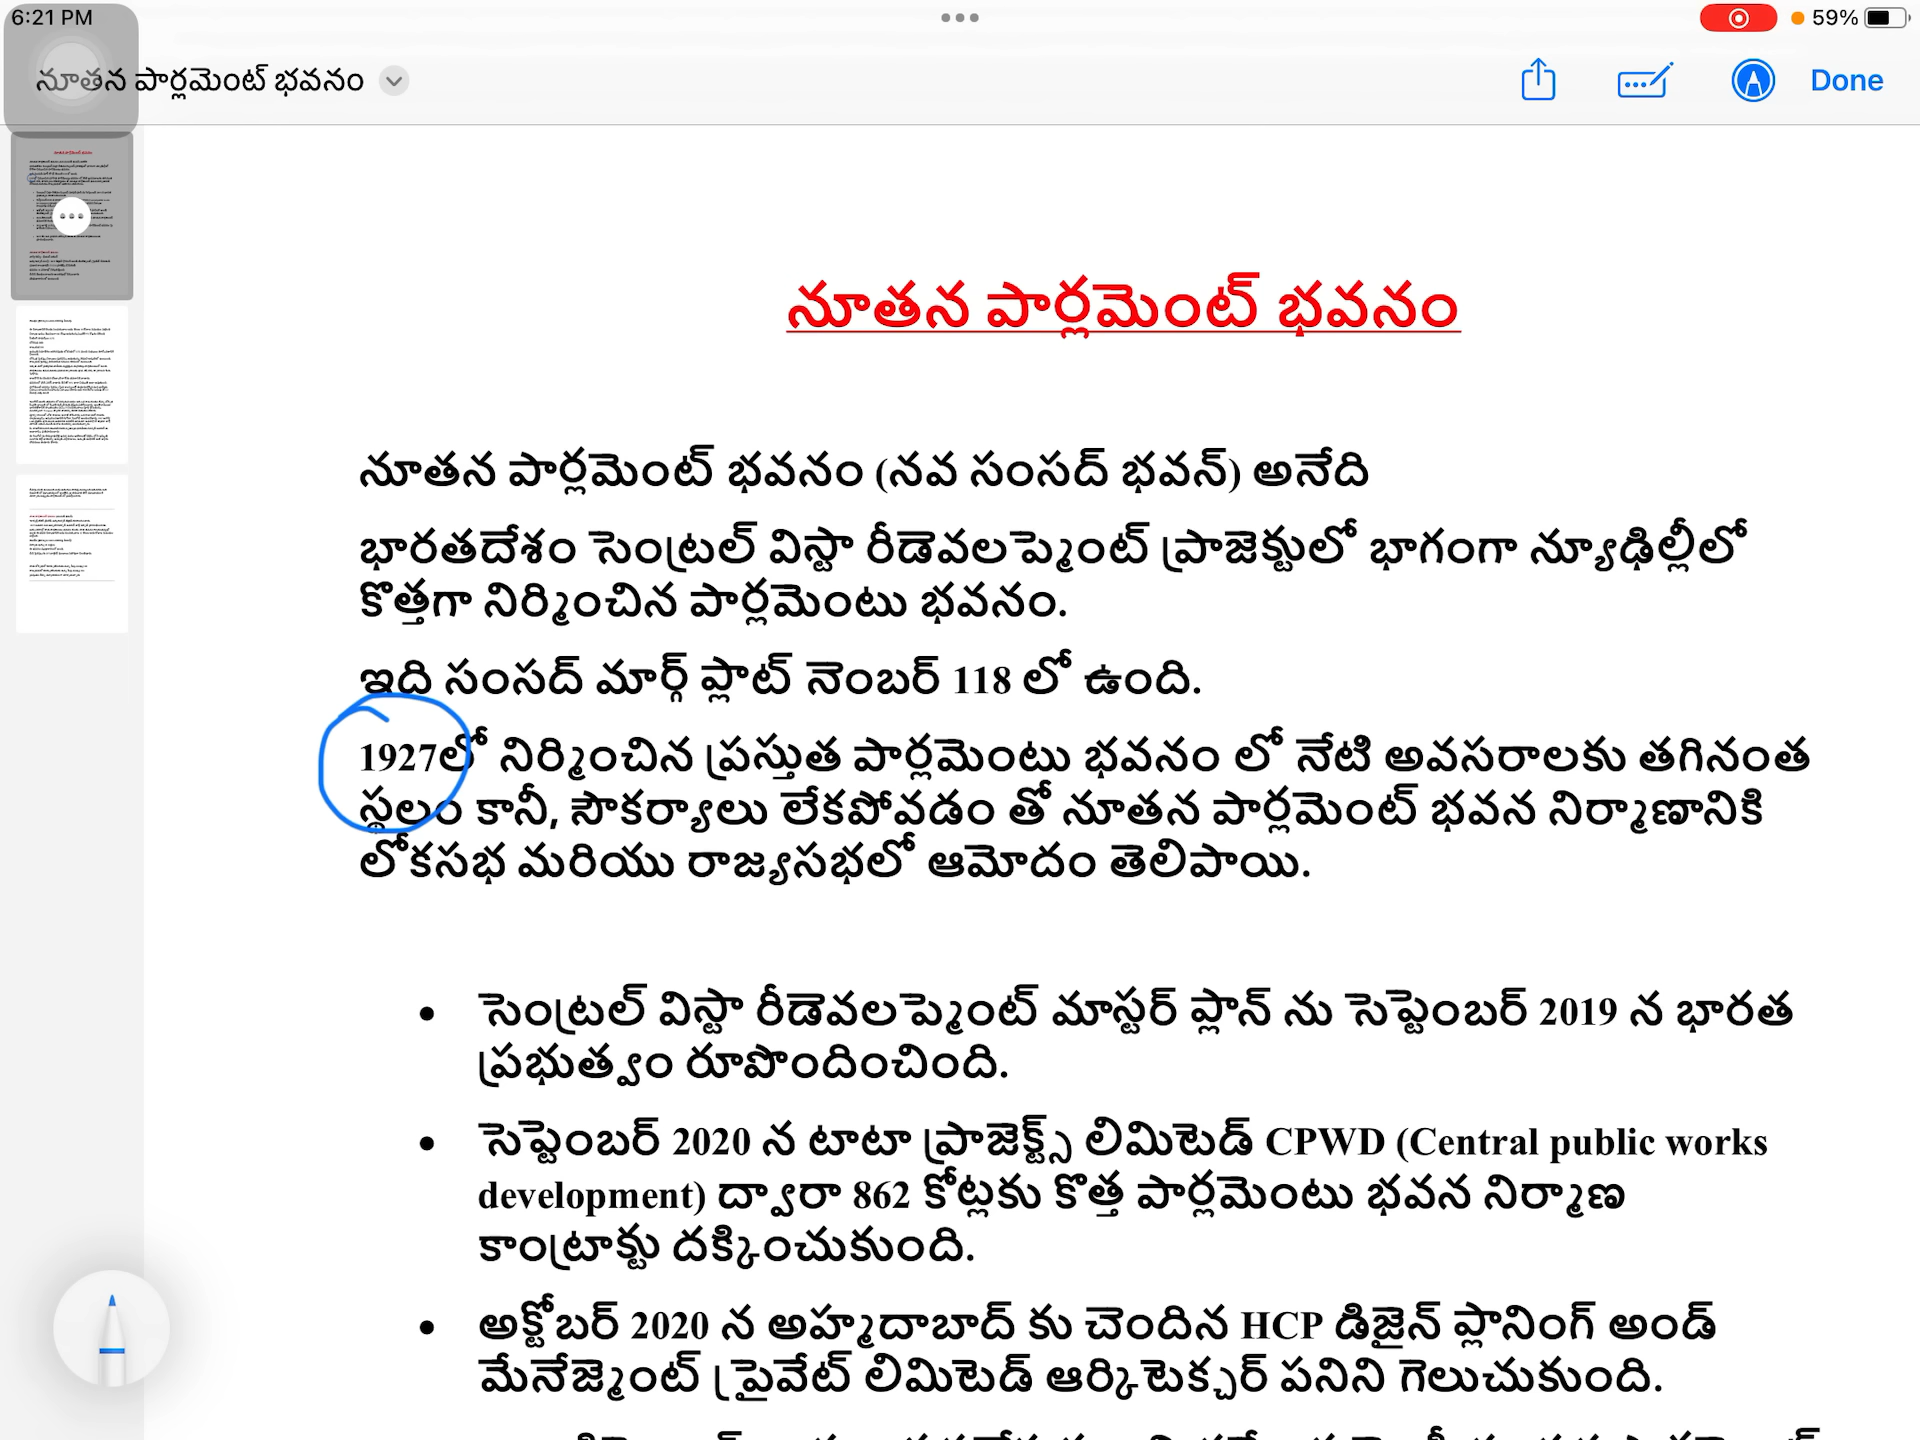 6:21 PM
59%
నూతన పార్లమెంట్ భవనం
Done
నూతన పార్లమెంట్ భవనం
నూతన పార్లమెంట్ భవనం (నవ సంసద్ భవన్) అనేది
భారతదేశం సెంట్రల్ విస్టా రీడెవలప్మెంట్ ప్రాజెక్టులో భాగంగా న్యూఢిల్లీలో
కొత్తగా నిర్మించిన పార్లమెంటు భవనం.
ఇది సంసద్ మార్గ్ ప్లాట్ నెంబర్ 118 లో ఉంది.
1927లో నిర్మించిన ప్రస్తుత పార్లమెంటు భవనం లో నేటి అవసరాలకు తగినంత
స్థలం కానీ, సౌకర్యాలు లేకపోవడం తో నూతన పార్లమెంట్ భవన నిర్మాణానికి
లోకసభ మరియు రాజ్యసభలో ఆమోదం తెలిపాయి.
• సెంట్రల్ విస్టా రీడెవలప్మెంట్ మాస్టర్ ప్లాన్ ను సెప్టెంబర్ 2019 న భారత
ప్రభుత్వం రూపొందించింది.
• సెప్టెంబర్ 2020 న టాటా ప్రాజెక్ట్స్ లిమిటెడ్ CPWD (Central public works
development) ద్వారా 862 కోట్లకు కొత్త పార్లమెంటు భవన నిర్మాణ
కాంట్రాక్టు దక్కించుకుంది.
• అక్టోబర్ 2020 న అహ్మదాబాద్ కు చెందిన HCP డిజైన్ ప్లానింగ్ అండ్
మేనేజ్మెంట్ ప్రైవేట్ లిమిటెడ్ ఆర్కిటెక్చర్ పనిని గెలుచుకుంది.